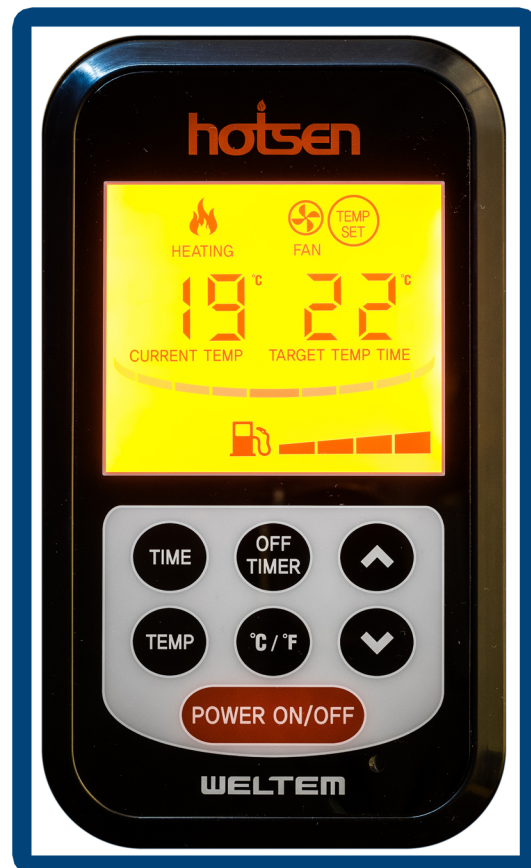 hotsen
TEMP
SET
HEATING FAN
19 °C 22 °C
CURRENT TEMP TARGET TEMP TIME
TIME
OFF
TIMER
TEMP
°C / °F
POWER ON/OFF
WELTEM